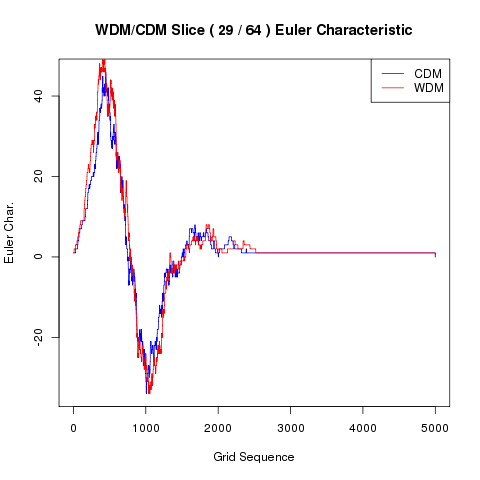 WDM/CDM Slice ( 29 / 64 ) Euler Characteristic
CDM
WDM
Euler Char.
40
20
0
-20
0 1000 2000 3000 4000 5000
Grid Sequence